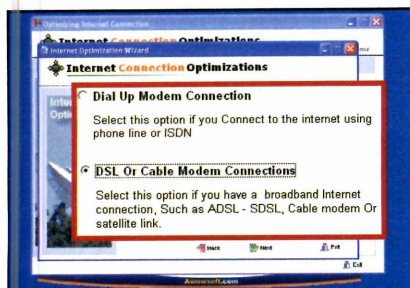 Optimizing Internet Connection
Internet Connection Optimizations
Internet Optimization Wizard
Internet Connection Optimizations
Dial Up Modem Connection
Select this option if you Connect to the internet using
phone line or ISDN
DSL Or Cable Modem Connections
Select this option if you have a broadband Internet
connection, Such as ADSL - SDSL, Cable modem Or
satellite link.
Back Next Exit
Exit